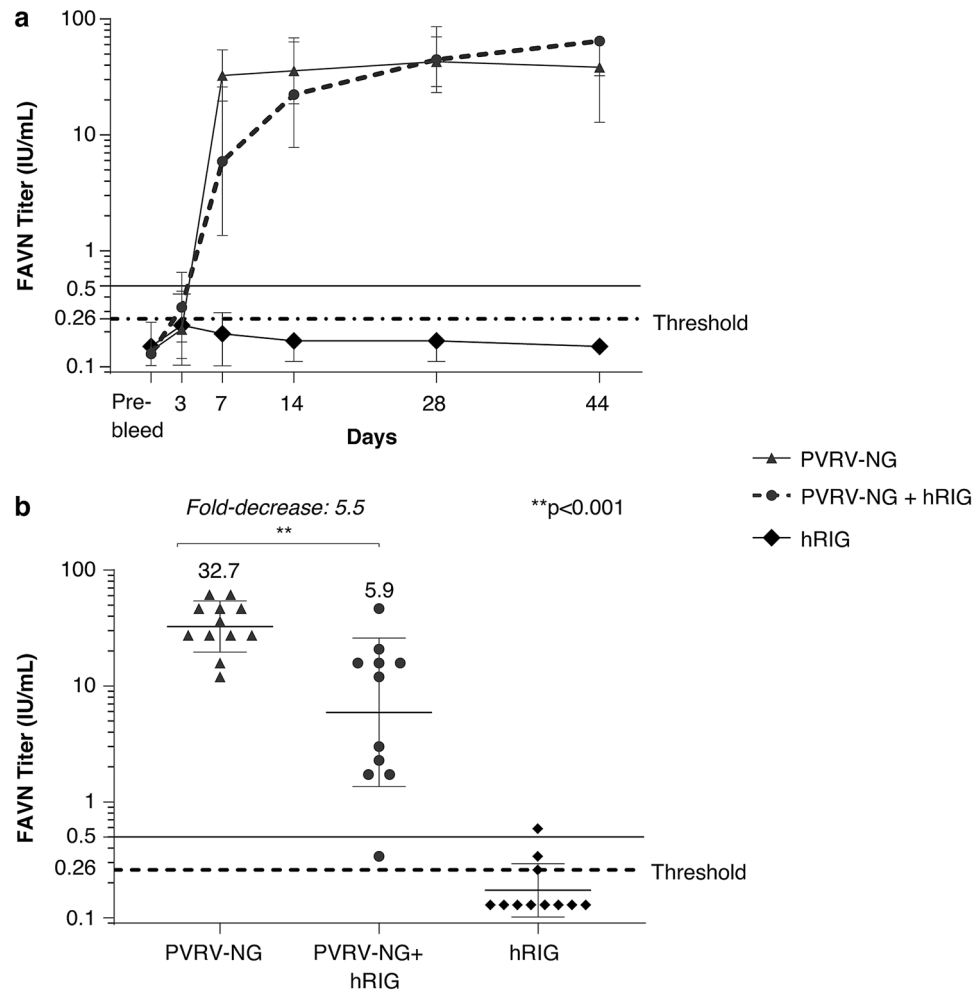 a
100
10
1
0.5
0.26
0.1
FAVN Titer (IU/mL)
Threshold
Pre-
bleed
3
7
14
28
44
Days
PVRV-NG
PVRV-NG + hRIG
hRIG
b
Fold-decrease: 5.5
**
**p<0.001
32.7
5.9
100
10
1
0.5
0.26
0.1
FAVN Titer (IU/mL)
Threshold
PVRV-NG
PVRV-NG+
hRIG
hRIG